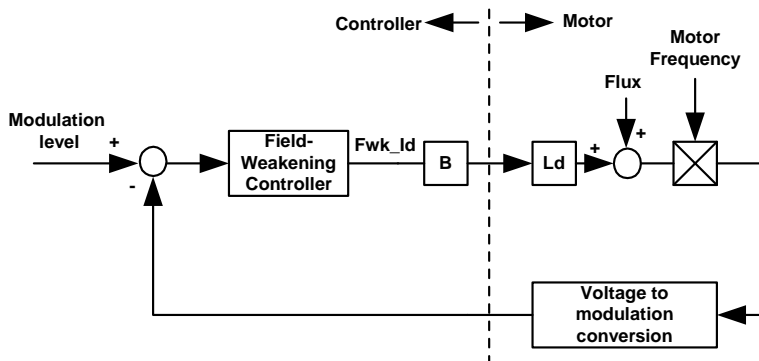 Controller
Motor
Motor
Frequency
Flux
Modulation
level
+
-
Field-
Weakening
Controller
Fwk_Id
B
Ld
+
+
Voltage to
modulation
conversion